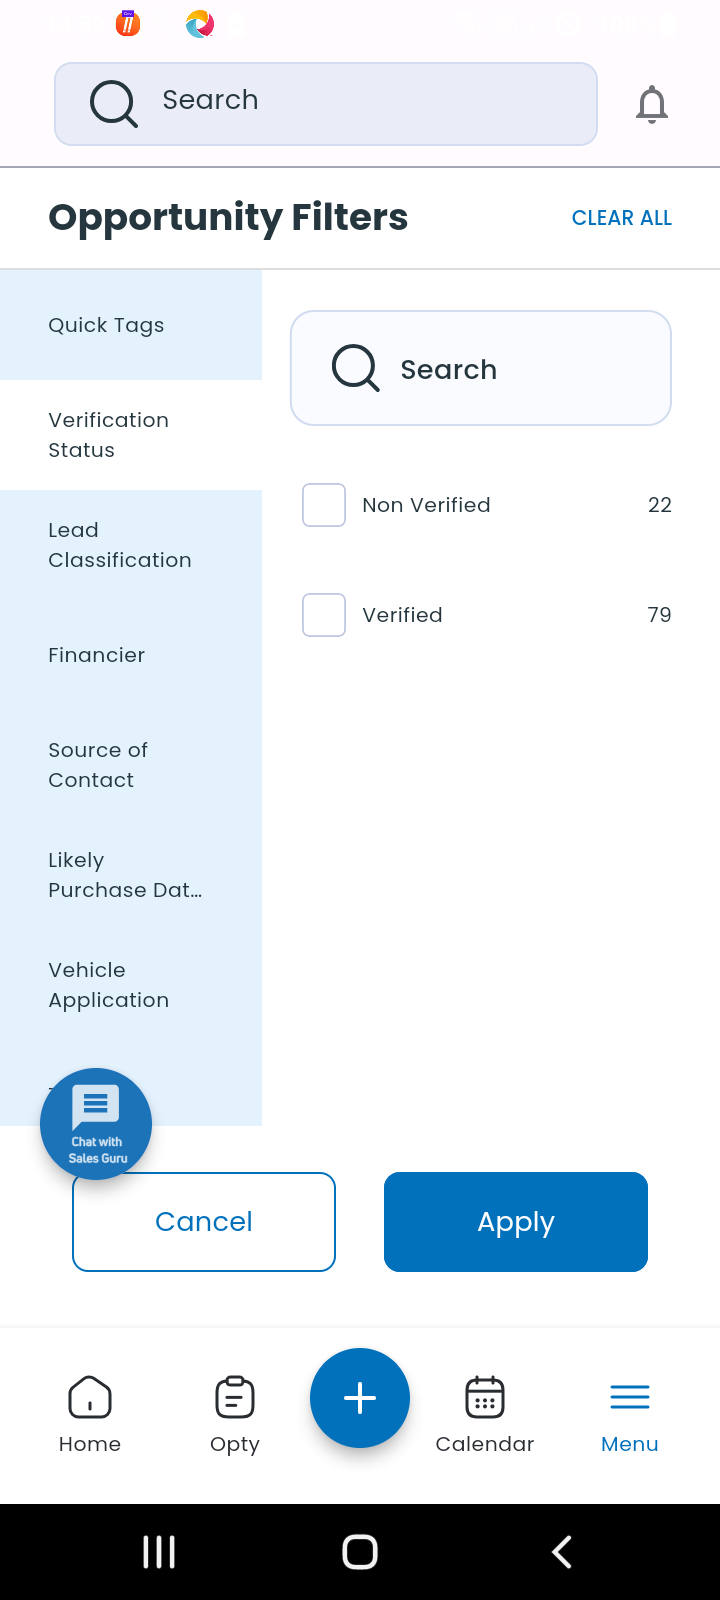 Search
Opportunity Filters
CLEAR ALL
Quick Tags
Verification
Status
Lead
Classification
Financier
Source of
Contact
Likely
Purchase Dat...
Vehicle
Application
Search
Non Verified 22
Verified 79
Chat with
Sales Guru
Cancel
Apply
Home
Opty
Calendar
Menu